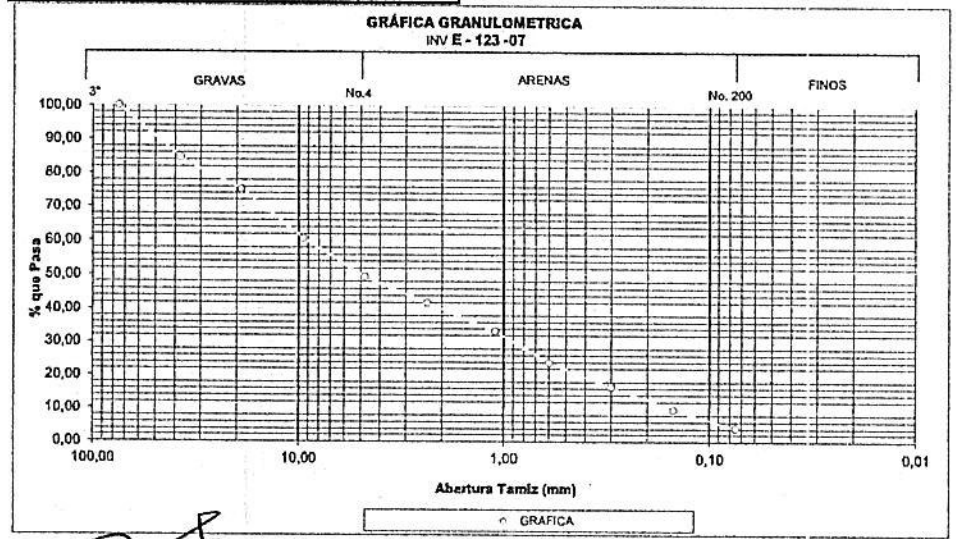 GRÁFICA GRANULOMETRICA
INV E - 123 -07
GRAVAS ARENAS FINOS
3" No.4 No. 200
100,00
90,00
80,00
70,00
60,00
50,00
40,00
30,00
20,00
10,00
0,00
% que Pasa
100,00 10,00 1,00 0,10 0,01
Abertura Tamiz (mm)
GRAFICA